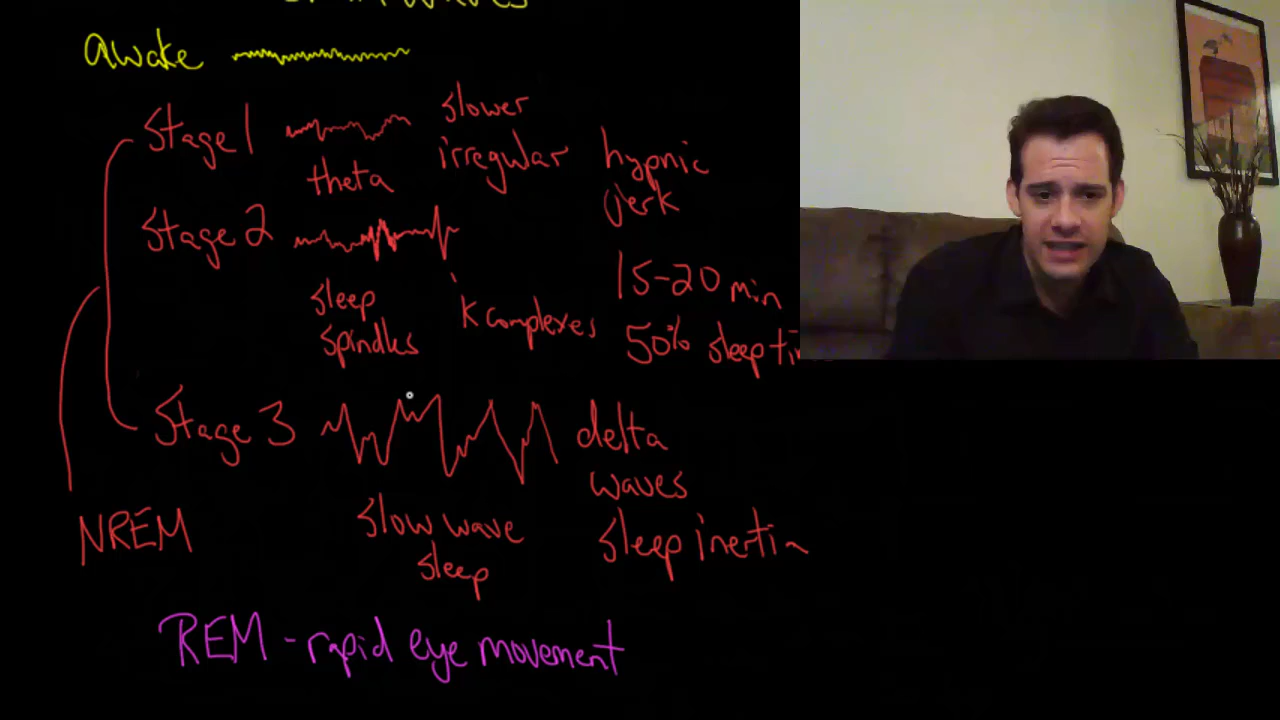 WAVES
awake
Stage 1
slower
irregular
theta
hypnic
jerk
Stage 2
sleep
spindles
K complexes
15-20 min
50% sleep
Stage 3
delta
waves
slow wave
sleep
sleep inertia
NREM
REM - rapid eye movement